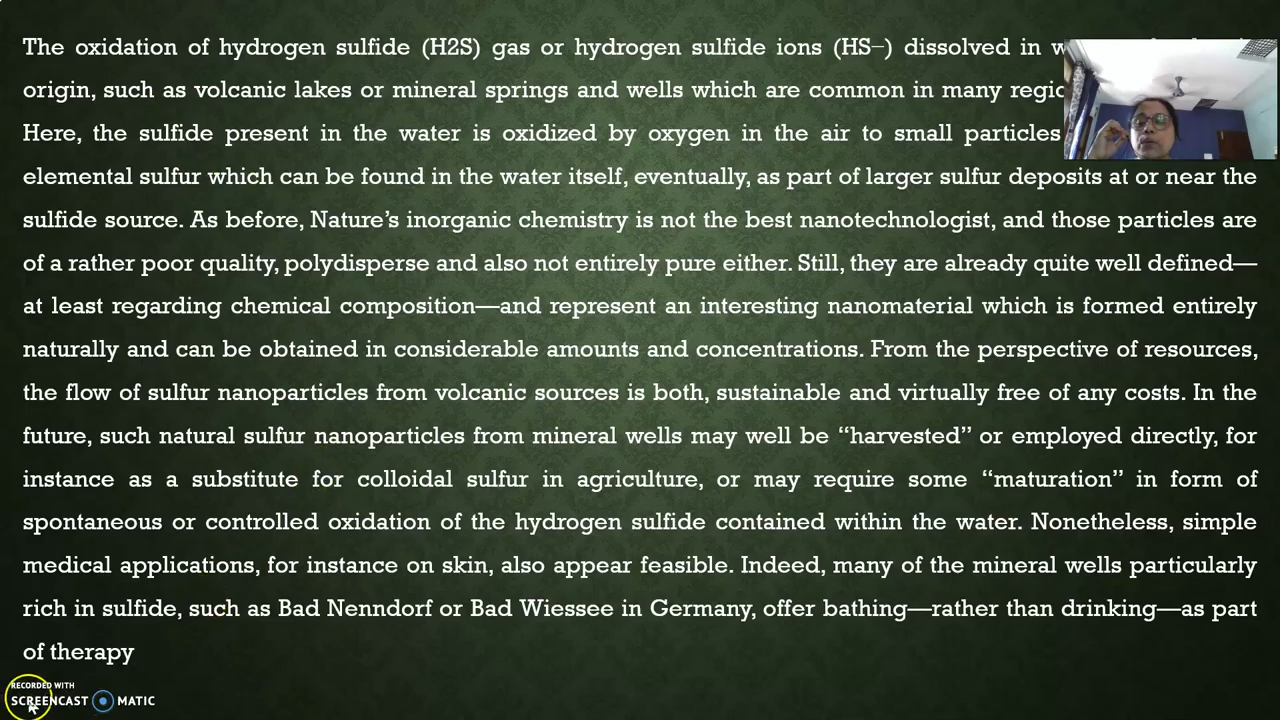 The oxidation of hydrogen sulfide (H2S) gas or hydrogen sulfide ions (HS−) dissolved in
origin, such as volcanic lakes or mineral springs and wells which are common in many
Here, the sulfide present in the water is oxidized by oxygen in the air to small particles
elemental sulfur which can be found in the water itself, eventually, as part of larger sulfur deposits at or near the
sulfide source. As before, Nature’s inorganic chemistry is not the best nanotechnologist, and those particles are
of a rather poor quality, polydisperse and also not entirely pure either. Still, they are already quite well defined—
at least regarding chemical composition—and represent an interesting nanomaterial which is formed entirely
naturally and can be obtained in considerable amounts and concentrations. From the perspective of resources,
the flow of sulfur nanoparticles from volcanic sources is both, sustainable and virtually free of any costs. In the
future, such natural sulfur nanoparticles from mineral wells may well be “harvested” or employed directly, for
instance as a substitute for colloidal sulfur in agriculture, or may require some “maturation” in form of
spontaneous or controlled oxidation of the hydrogen sulfide contained within the water. Nonetheless, simple
medical applications, for instance on skin, also appear feasible. Indeed, many of the mineral wells particularly
rich in sulfide, such as Bad Nenndorf or Bad Wiessee in Germany, offer bathing—rather than drinking—as part
of therapy
RECORDED WITH
SCREENCAST MATIC